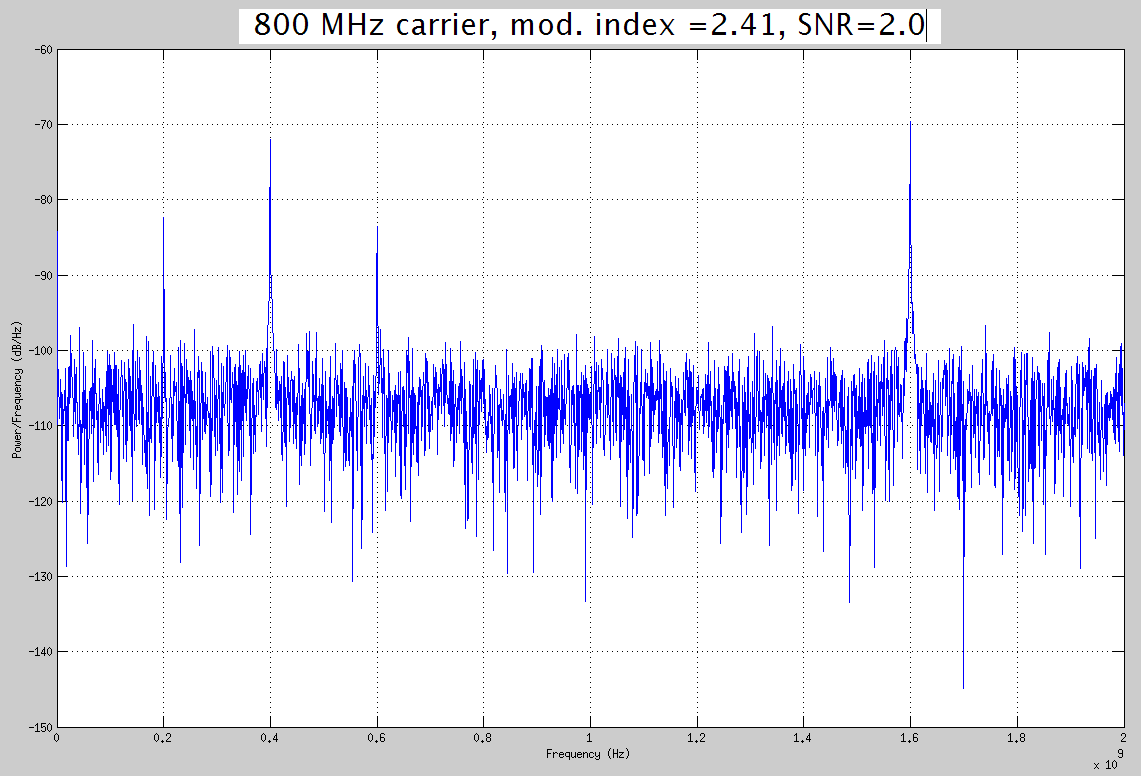 800 MHz carrier, mod. index =2.41, SNR=2.0
-60
-70
-80
-90
-100
-110
-120
-130
-140
-150
Power/Frequency (dB/Hz)
0 0.2 0.4 0.6 0.8 1 1.2 1.4 1.6 1.8 2
Frequency (Hz)
x 10 9